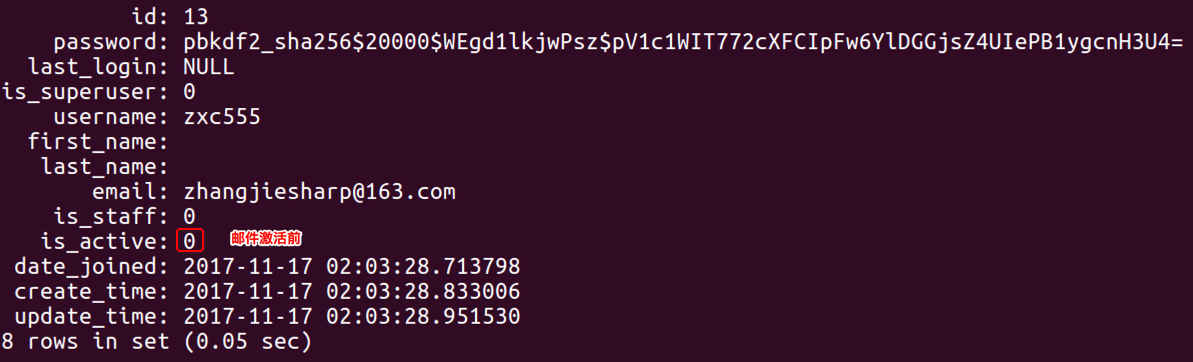 id: 13
password: pbkdf2_sha256$20000$WEgd1lkjwPsz$pV1c1WIT772cXFCIpFw6YlDGGjsZ4UIePB1ygcnH3U4=
last_login: NULL
is_superuser: 0
username: zxc555
first_name:
last_name:
email: zhangjiesharp@163.com
is_staff: 0
is_active: 0 邮件激活前
date_joined: 2017-11-17 02:03:28.713798
create_time: 2017-11-17 02:03:28.833006
update_time: 2017-11-17 02:03:28.951530
8 rows in set (0.05 sec)